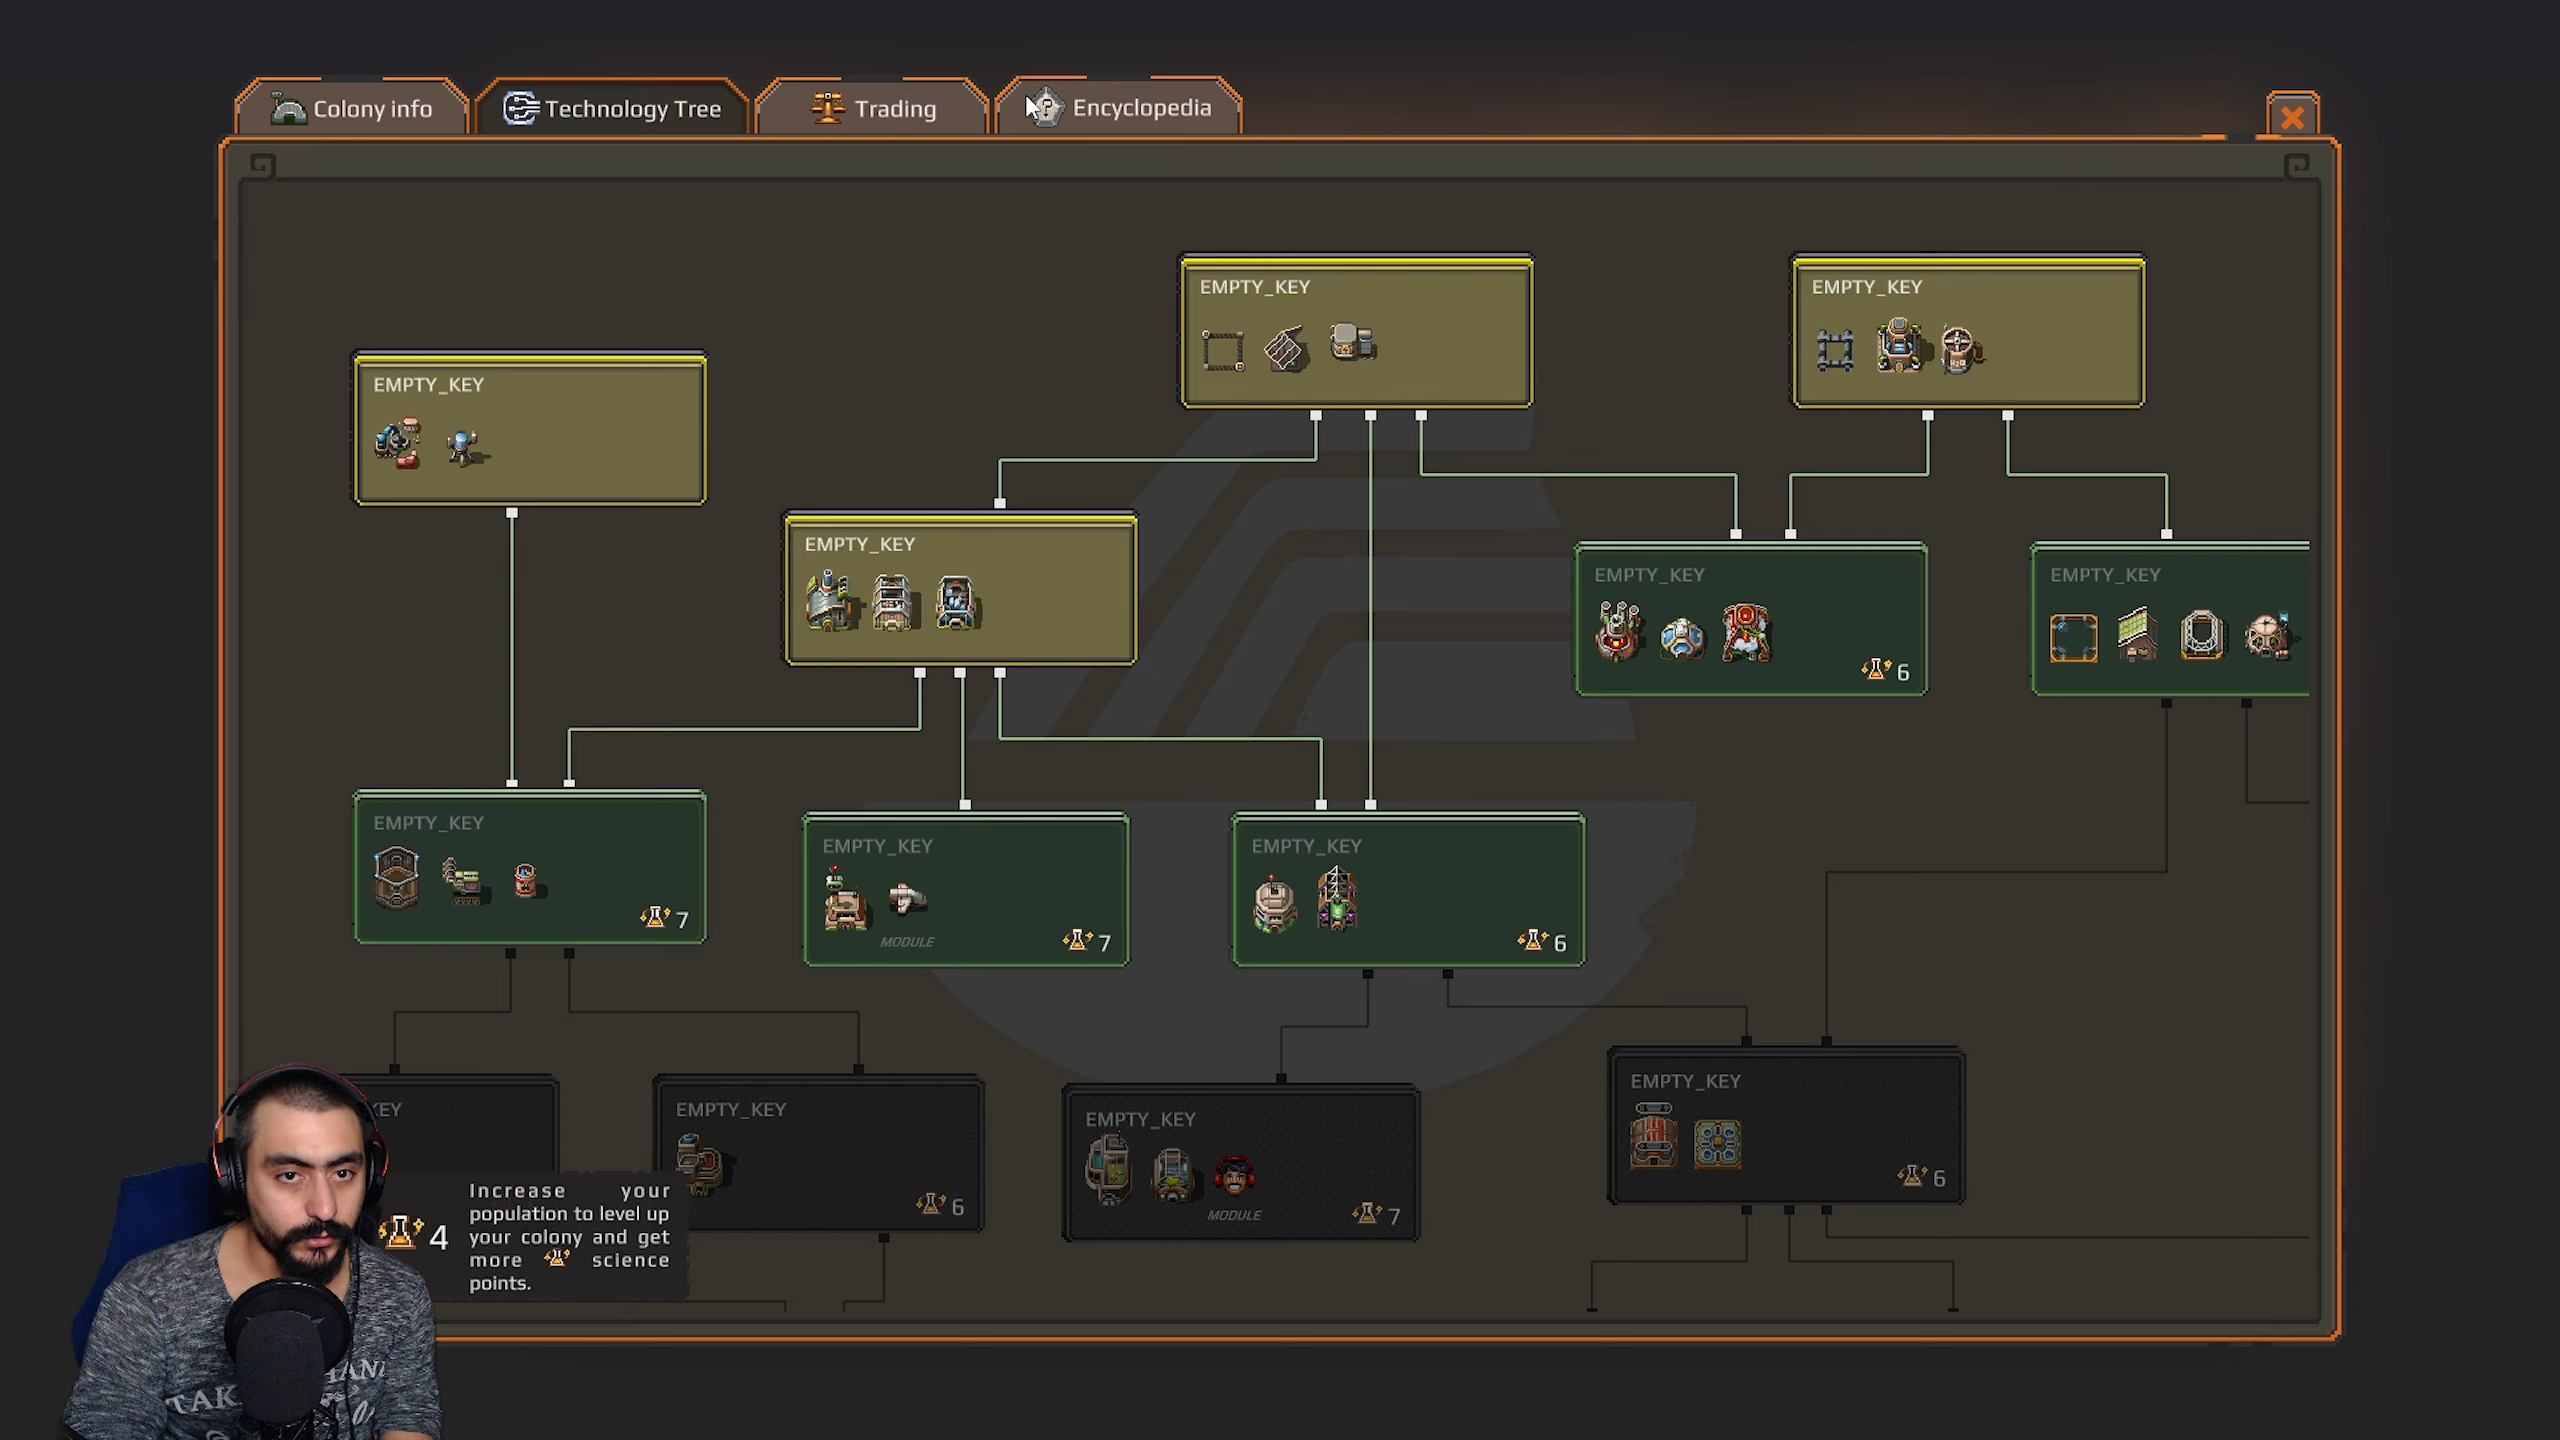 Colony info
Technology Tree
Trading
Encyclopedia
EMPTY_KEY
EMPTY_KEY
EMPTY_KEY
EMPTY_KEY
EMPTY_KEY
6
EMPTY_KEY
EMPTY_KEY
7
EMPTY_KEY
MODULE
7
EMPTY_KEY
6
KEY
EMPTY_KEY
6
EMPTY_KEY
MODULE
7
EMPTY_KEY
6
4
Increase your
population to level up
your colony and get
more science
points.
TAK